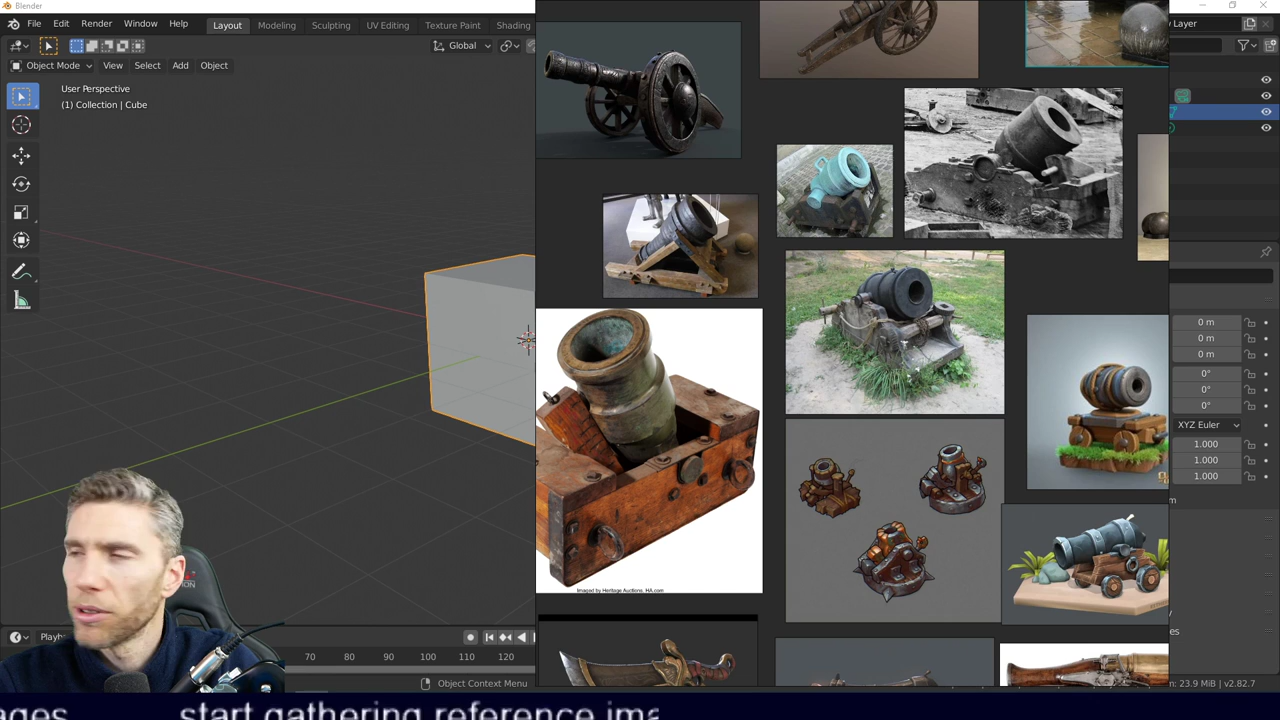 Blender
File Edit Render Window Help Layout Modeling Sculpting UV Editing Texture Paint Shading
Layer
Global
Object Mode View Select Add Object
User Perspective
(1) Collection | Cube
0 m
0 m
0 m
0°
0°
0°
XYZ Euler
1.000
1.000
1.000
Imaged by Heritage Auctions, HA.com
70 80 90 100 110 120
Object Context Menu
23.9 MiB | v2.82.7
start gathering reference